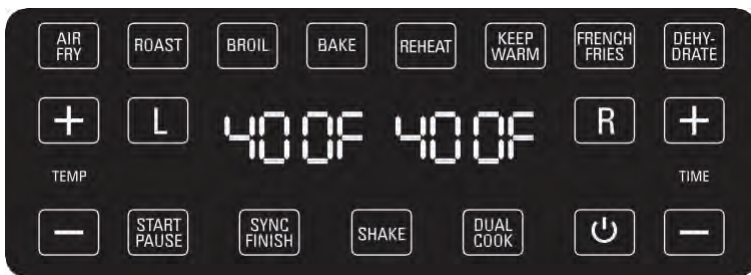 AIR
FRY
ROAST
BROIL
BAKE
REHEAT
KEEP
WARM
FRENCH
FRIES
DEHY-
DRATE
+
L
400F
400F
R
+
TEMP
TIME
−
START
PAUSE
SYNC
FINISH
SHAKE
DUAL
COOK
−